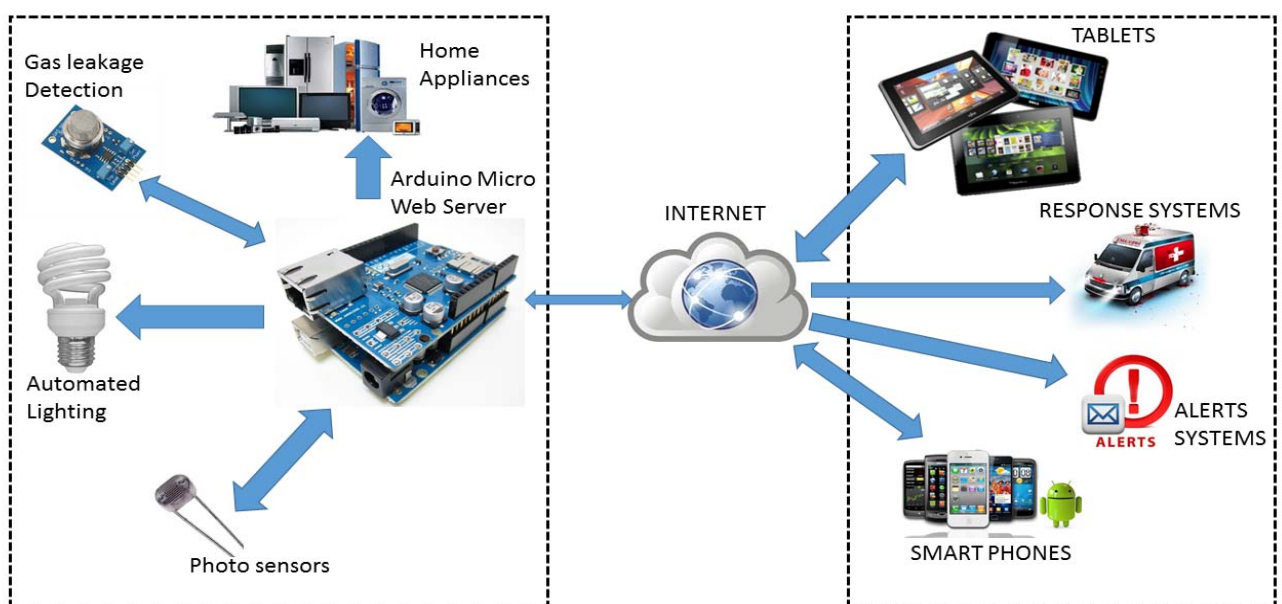 Gas leakage
Detection
Home
Appliances
Arduino Micro
Web Server
Automated
Lighting
Photo sensors
INTERNET
TABLETS
RESPONSE SYSTEMS
ALERTS
ALERTS
SYSTEMS
SMART PHONES